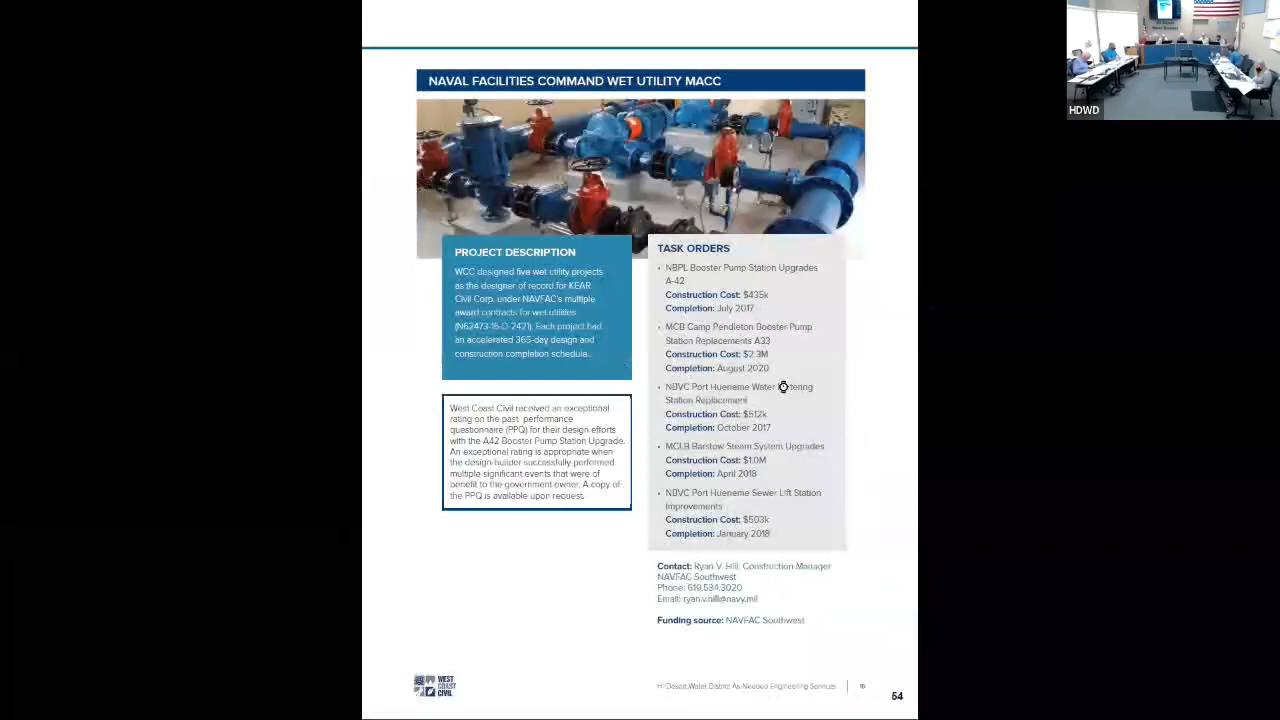 NAVAL FACILITIES COMMAND WET UTILITY MACC
PROJECT DESCRIPTION
WCC designed five wet utility projects
as the designer of record for KEAR
Civil Corp. under NAVFAC's multiple
award contracts for wet utilities
(N62473-16-D-2421). Each project had
an accelerated 365-day design and
construction completion schedule.
West Coast Civil received an exceptional
rating on the past performance
questionnaire (PPQ) for their design efforts
with the A42 Booster Pump Station Upgrade.
An exceptional rating is appropriate when
the design-builder successfully performed
multiple significant events that were of
benefit to the government owner. A copy of
the PPQ is available upon request.
TASK ORDERS
• NBPL Booster Pump Station Upgrades
A-42
Construction Cost: $435k
Completion: July 2017
• MCB Camp Pendleton Booster Pump
Station Replacements A33
Construction Cost: $2.3M
Completion: August 2020
• NBVC Port Hueneme Water
Station Replacement
Construction Cost: $512k
Completion: October 2017
• MCLB Barstow Steam System Upgrades
Construction Cost: $1.0M
Completion: April 2018
• NBVC Port Hueneme Sewer Lift Station
Improvements
Construction Cost: $503k
Completion: January 2018
Contact: Ryan V. Hill, Construction Manager
NAVFAC Southwest
Phone: 619.534.3020
Email: ryan.v.hill@navy.mil
Funding source: NAVFAC Southwest
WEST
COAST
CIVIL
Hi-Desert Water District As-Needed Engineering Services
54
HDWD